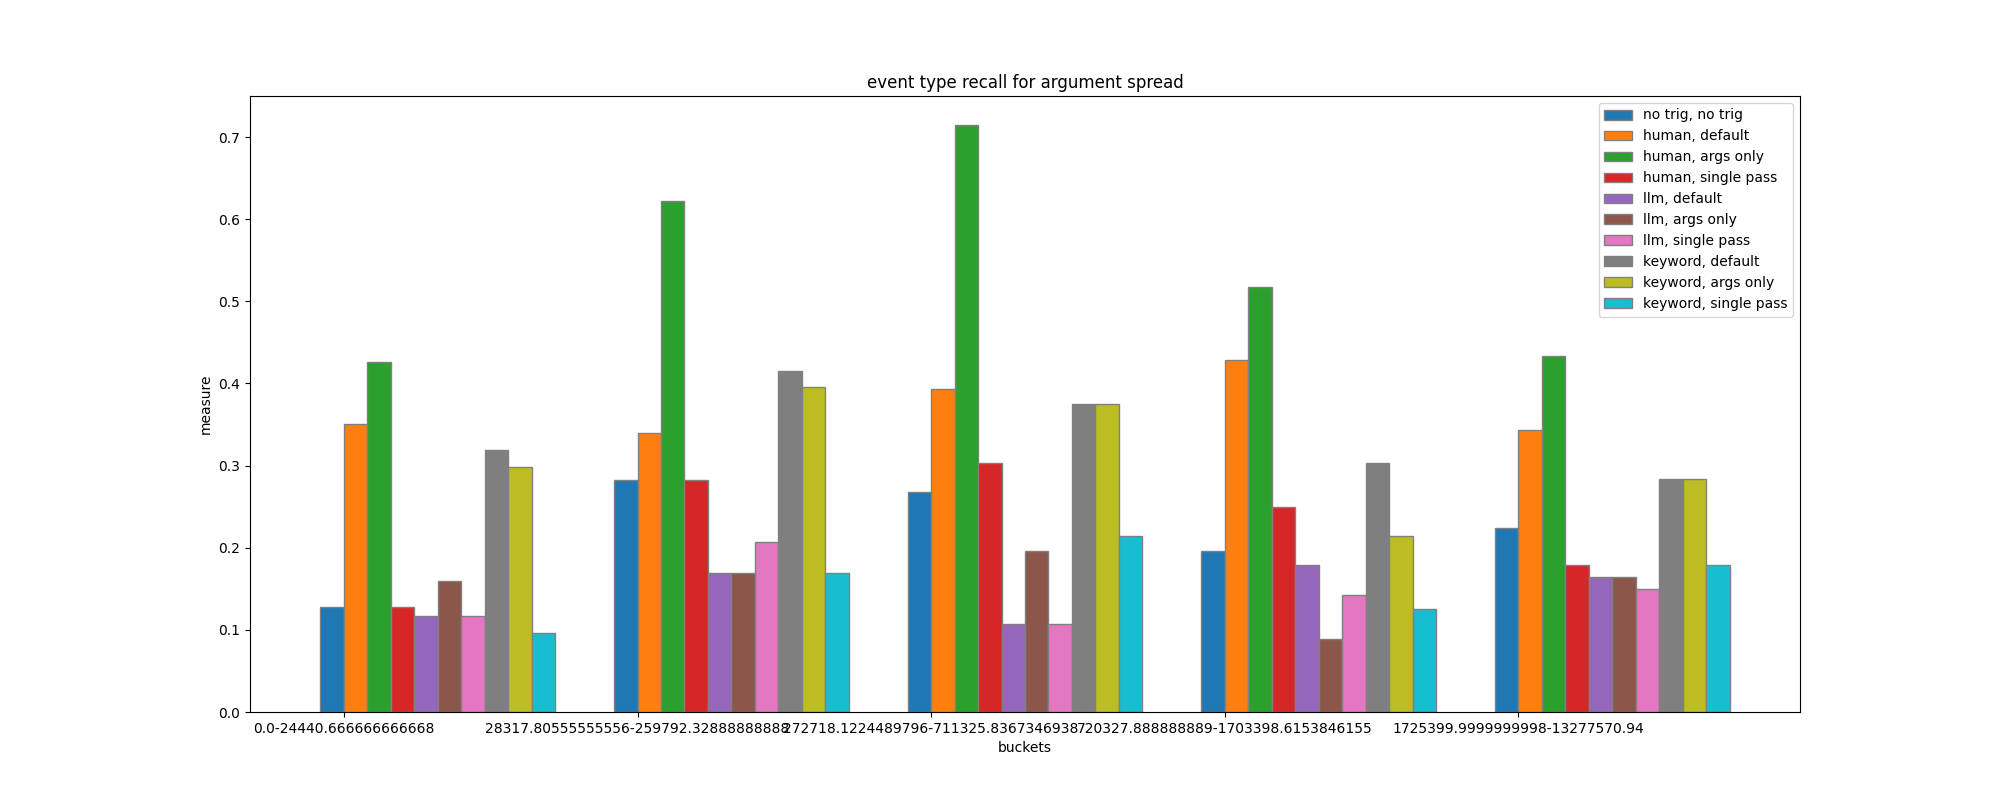 event type recall for argument spread
no trig, no trig
human, default
human, args only
human, single pass
llm, default
llm, args only
llm, single pass
keyword, default
keyword, args only
keyword, single pass
0.7
0.6
0.5
0.4
0.3
0.2
0.1
0.0
measure
0.0-24440.666666666668
28317.80555555556-259792.32888888888
272718.1224489796-711325.8367346938
720327.888888889-1703398.6153846155
1725399.9999999998-13277570.94
buckets